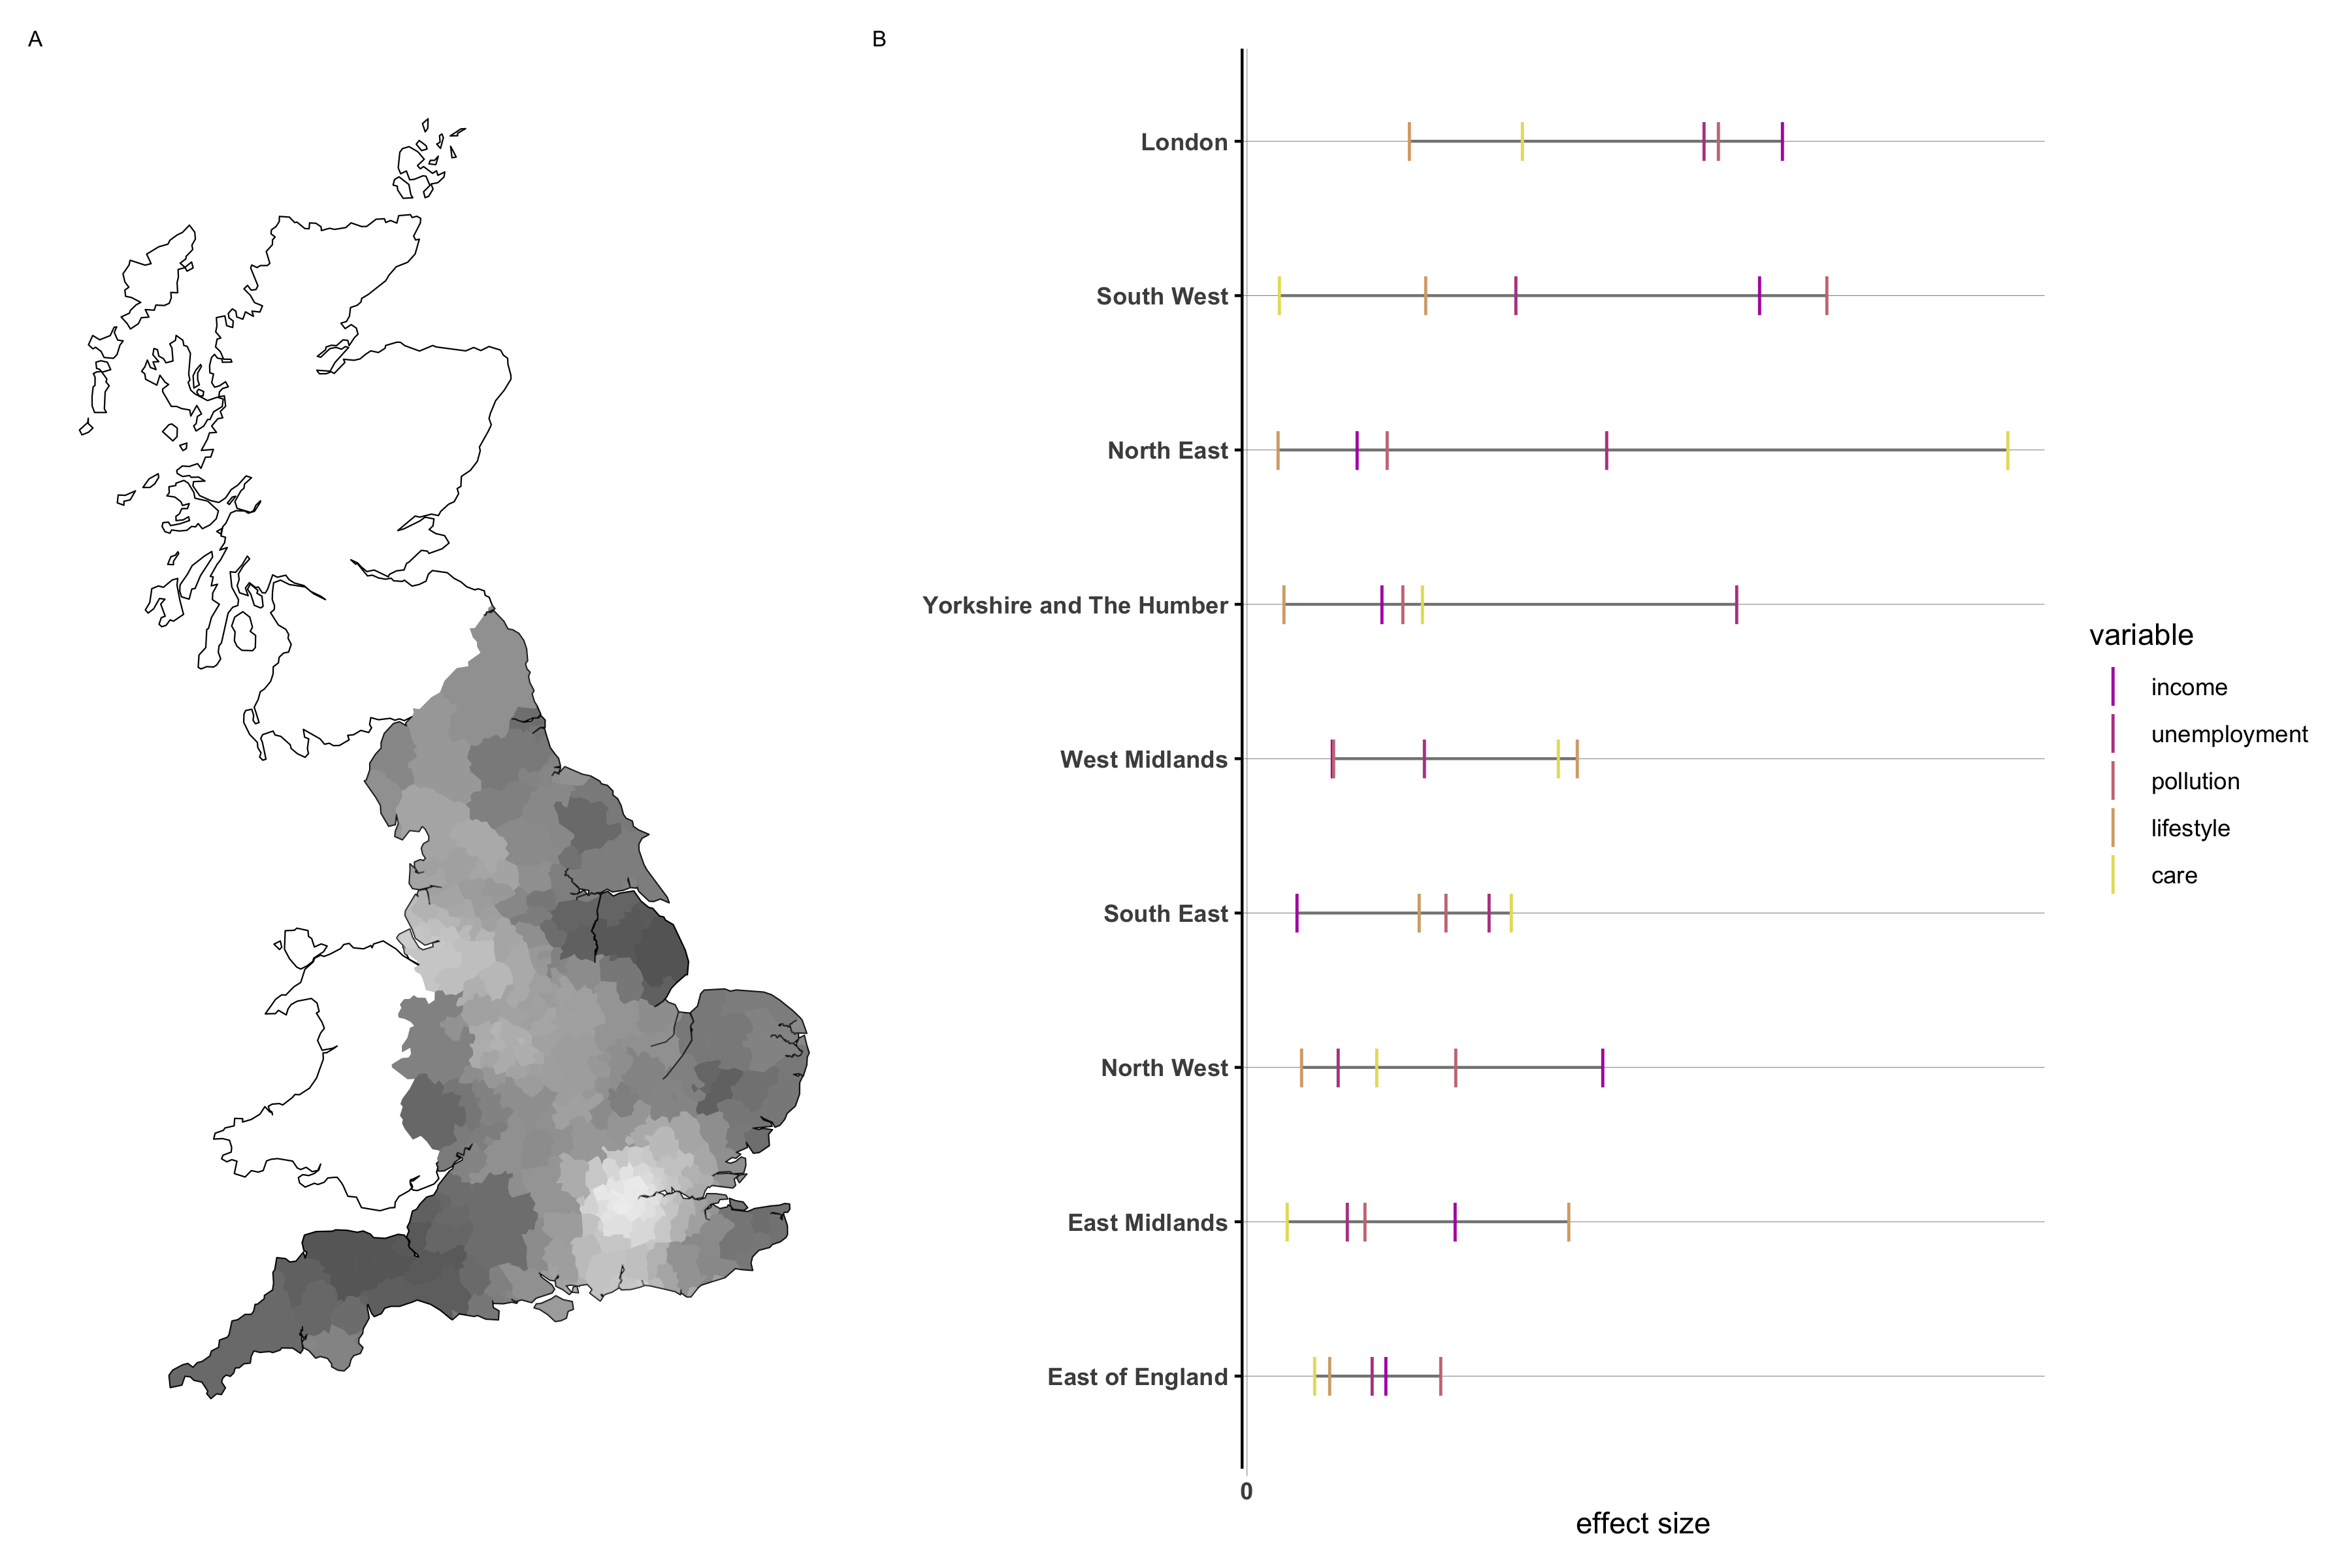 A
B
London
South West
North East
Yorkshire and The Humber
West Midlands
South East
North West
East Midlands
East of England
0
effect size
variable
income
unemployment
pollution
lifestyle
care